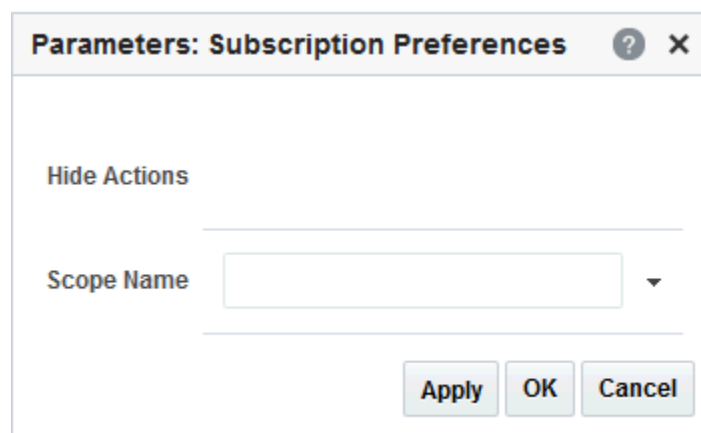 Parameters: Subscription Preferences ?
Hide Actions
Scope Name
Apply OK Cancel